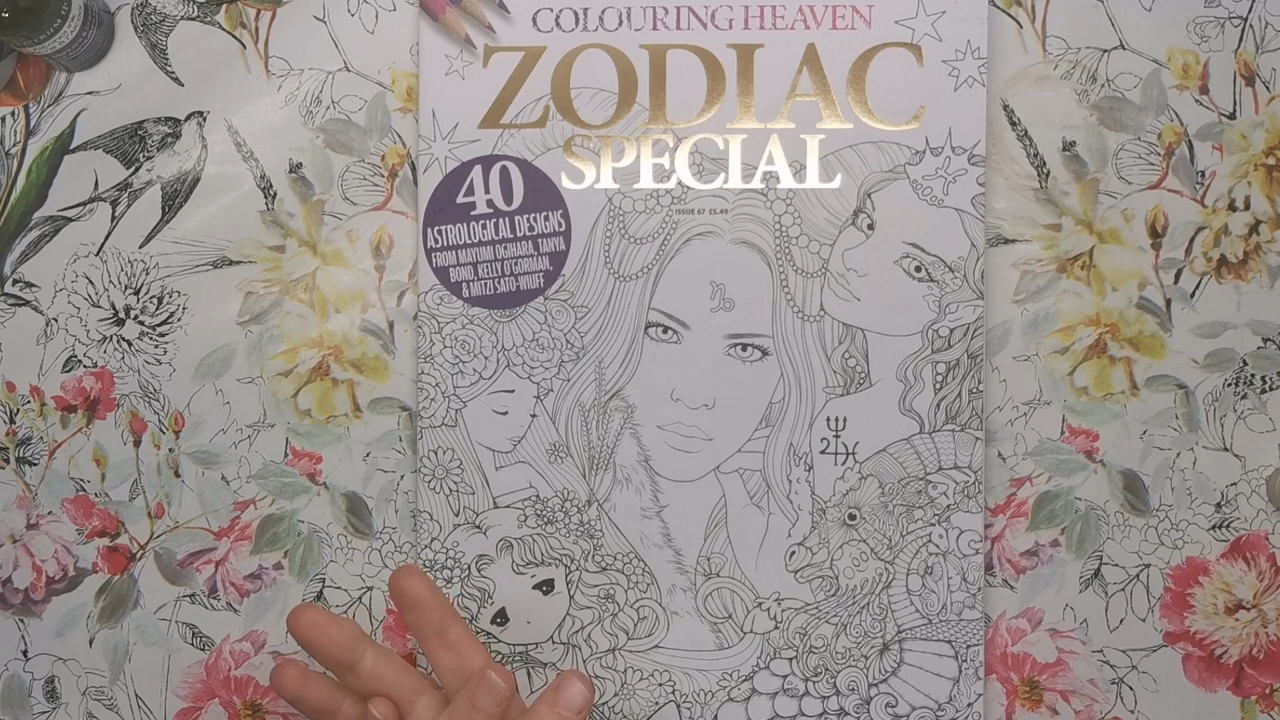 COLOURING HEAVEN
ZODIAC
SPECIAL
ISSUE 67 £5.49
40
ASTROLOGICAL DESIGNS
FROM MAYUMI OGIHARA, TANYA
BOND, KELLY O'GORMAN,
& MITZI SATO-WIUFF